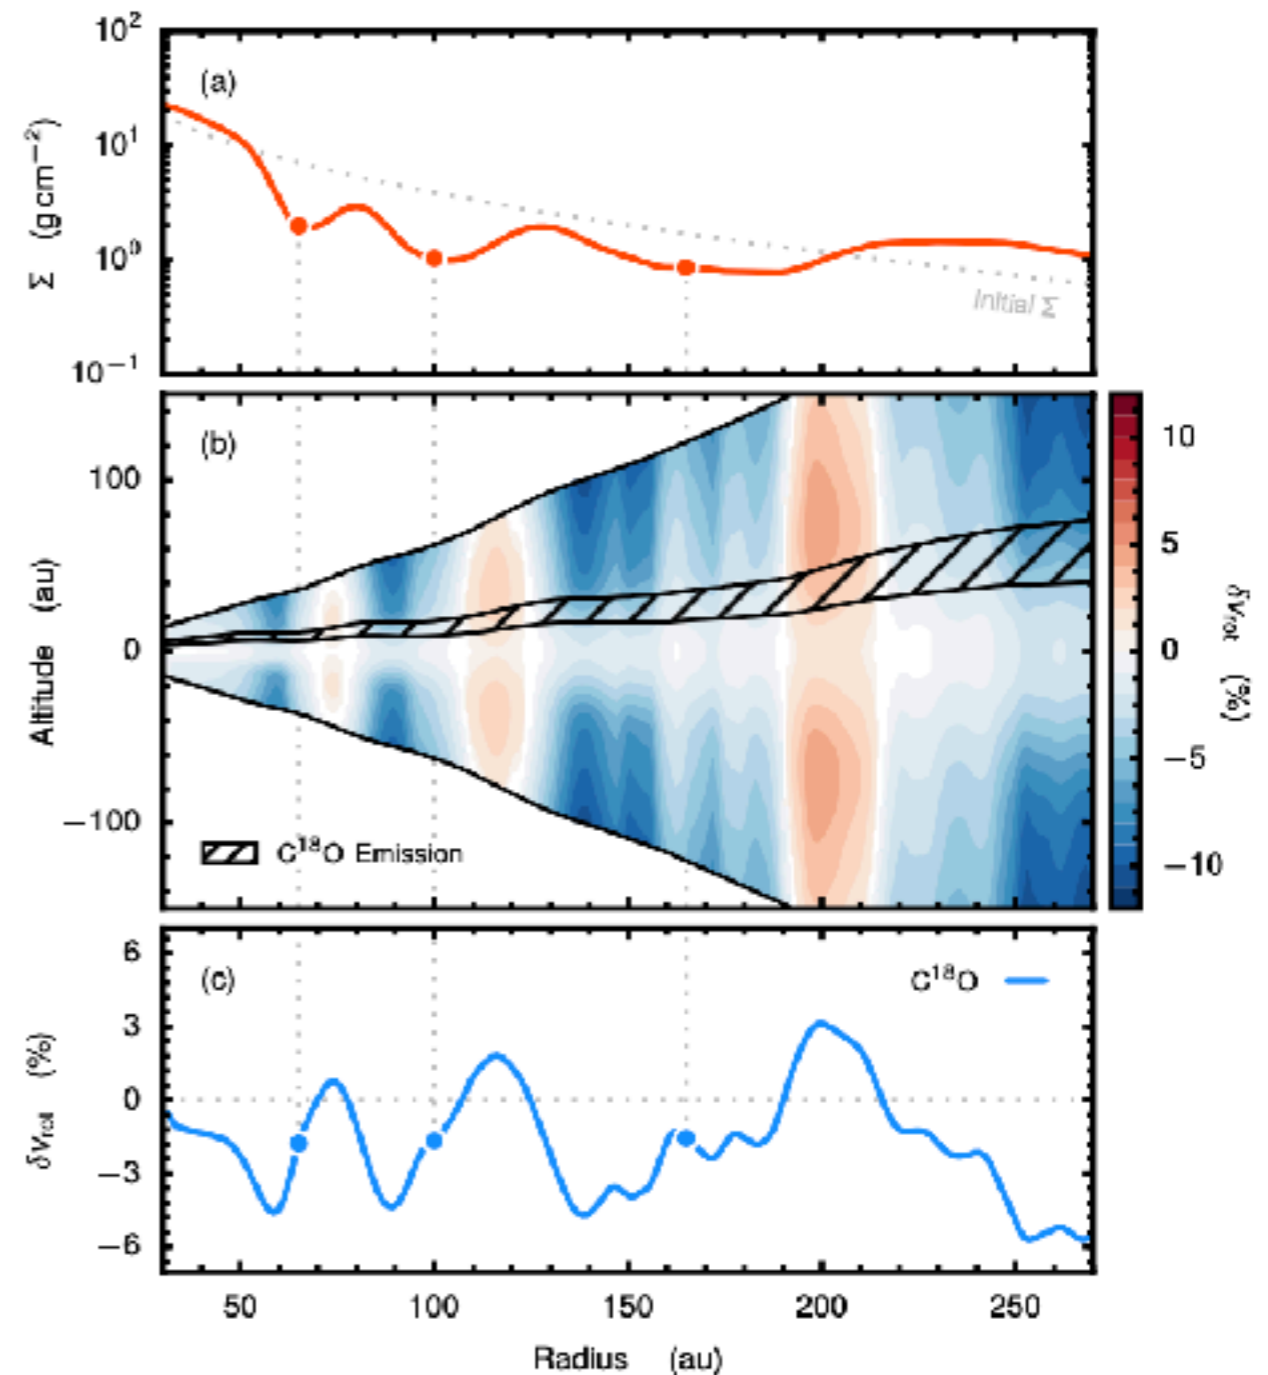 10²
(a)
10¹
Σ (g cm⁻²)
10⁰
Initial Σ
10⁻¹
(b)
10
100
5
Altitude (au)
0
0
δv_rot (%)
−5
−100
C¹⁸O Emission
−10
6
(c)
C¹⁸O
3
δv_rot (%)
0
−3
−6
50 100 150 200 250
Radius (au)